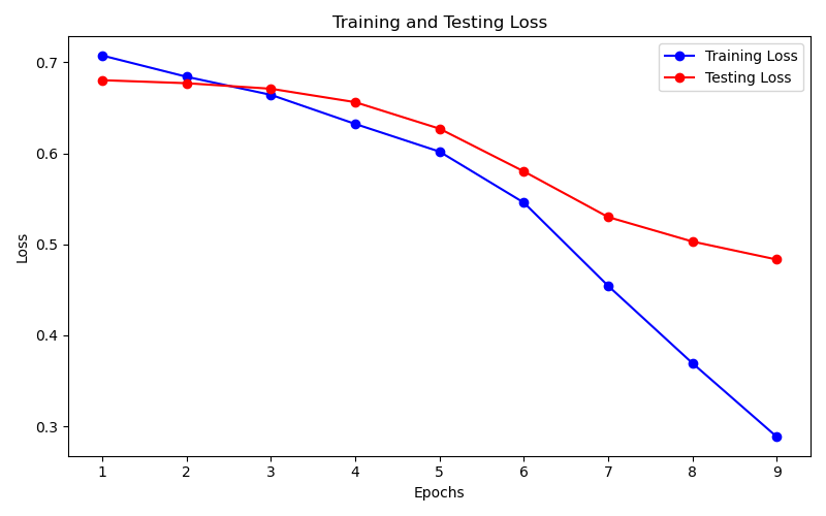 Training and Testing Loss
Training Loss
Testing Loss
0.7
0.6
0.5
0.4
0.3
Loss
1 2 3 4 5 6 7 8 9
Epochs